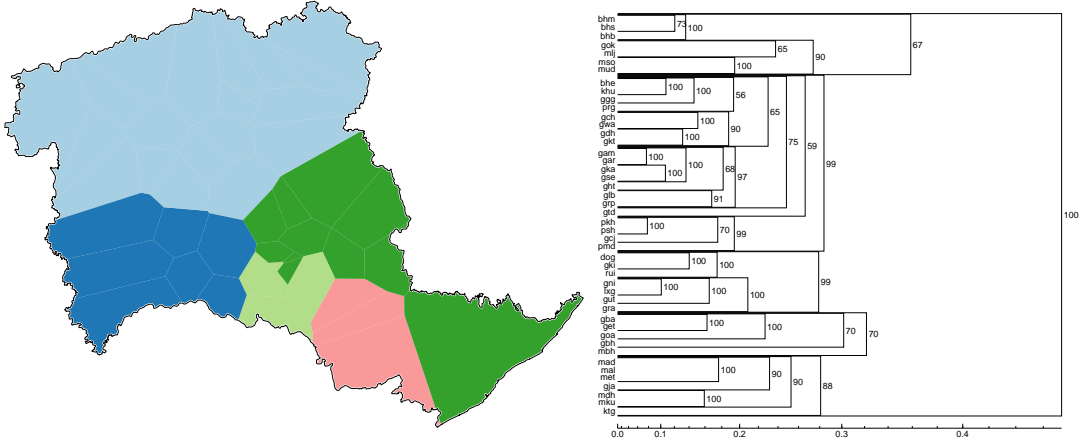 bhm
bhs
bhb
gok
mlj
mso
mud
bhe
khu
ggg
prg
gch
gwa
gdh
gkt
gam
gar
gka
gse
ght
glb
grp
gtd
pkh
psh
gcj
pmd
dog
gki
rui
gni
lxg
gut
gra
gba
get
goa
gbh
mbh
mad
mal
met
gja
mdh
mku
ktg
73
100
67
65
90
100
100
100
56
65
100
90
100
75
59
99
100
100
68
97
91
100
70
99
100
100
100
100
100
99
100
100
70
70
100
90
90
88
100
100
0.0 0.1 0.2 0.3 0.4